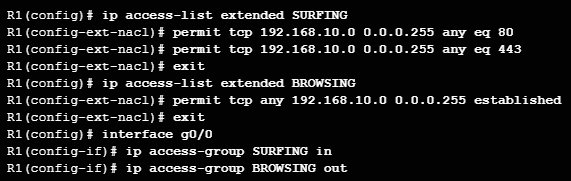 R1(config)# ip access-list extended SURFING
R1(config-ext-nacl)# permit tcp 192.168.10.0 0.0.0.255 any eq 80
R1(config-ext-nacl)# permit tcp 192.168.10.0 0.0.0.255 any eq 443
R1(config-ext-nacl)# exit
R1(config)# ip access-list extended BROWSING
R1(config-ext-nacl)# permit tcp any 192.168.10.0 0.0.0.255 established
R1(config-ext-nacl)# exit
R1(config)# interface g0/0
R1(config-if)# ip access-group SURFING in
R1(config-if)# ip access-group BROWSING out